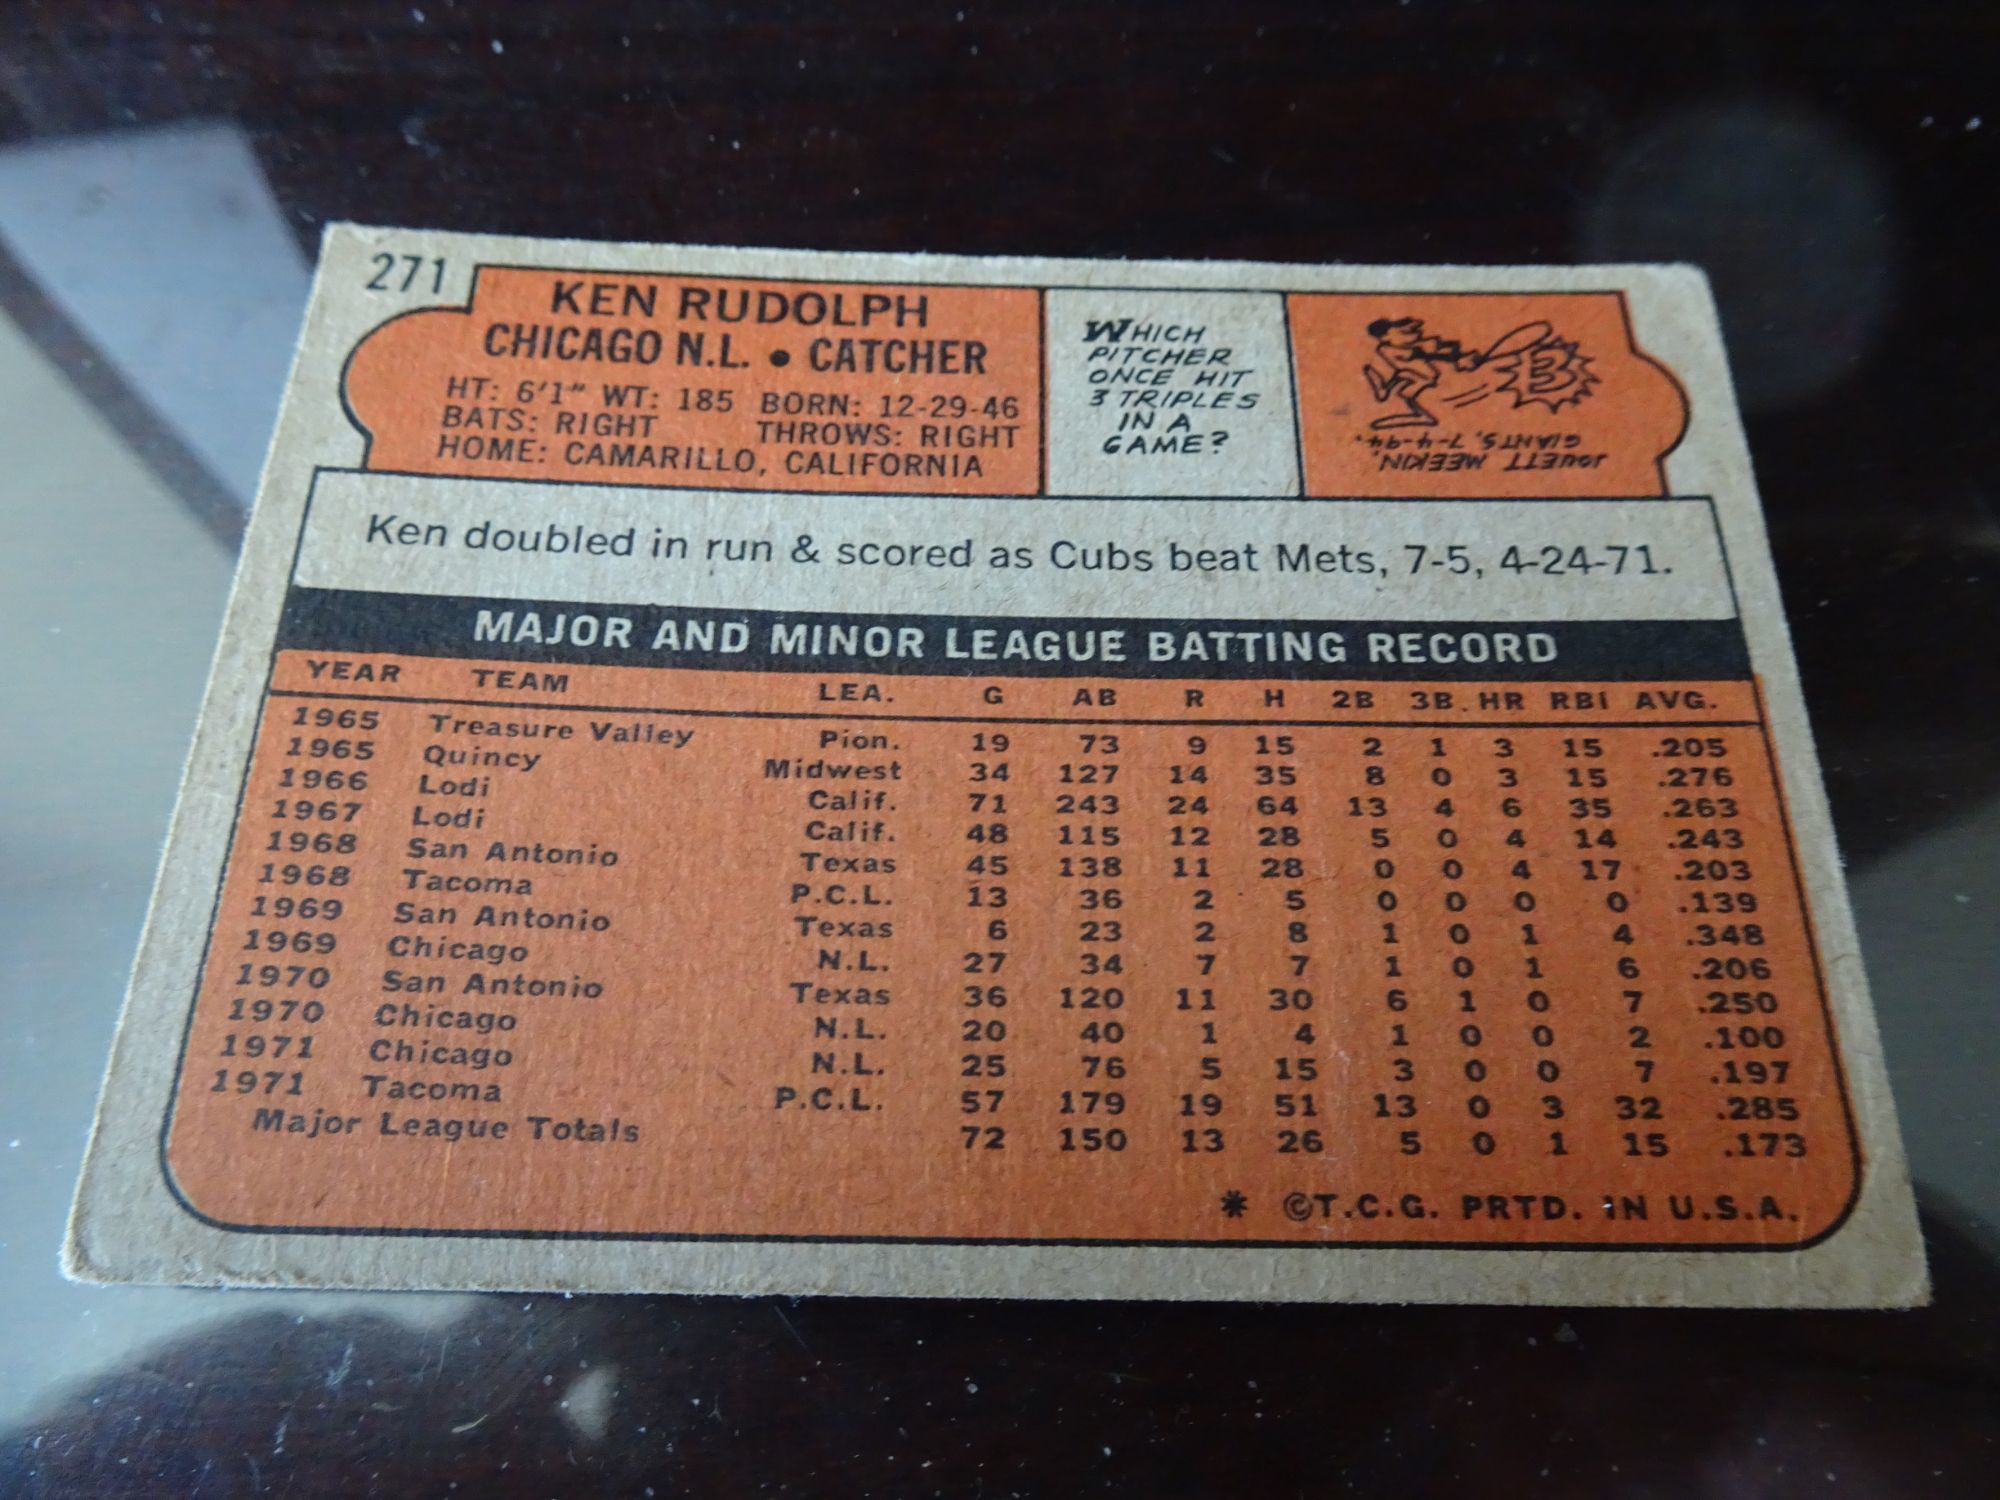 271
KEN RUDOLPH
CHICAGO N.L. • CATCHER
HT: 6'1" WT: 185 BORN: 12-29-46
BATS: RIGHT THROWS: RIGHT
HOME: CAMARILLO, CALIFORNIA
WHICH
PITCHER
ONCE HIT
3 TRIPLES
IN A
GAME?
3
JOUETT MEEKIN,
GIANTS, 7-4-94.
Ken doubled in run & scored as Cubs beat Mets, 7-5, 4-24-71.
MAJOR AND MINOR LEAGUE BATTING RECORD
YEAR TEAM LEA. G AB R H 2B 3B. HR RBI AVG.
1965 Treasure Valley Pion. 19 73 9 15 2 1 3 15 .205
1965 Quincy Midwest 34 127 14 35 8 0 3 15 .276
1966 Lodi Calif. 71 243 24 64 13 4 6 35 .263
1967 Lodi Calif. 48 115 12 28 5 0 4 14 .243
1968 San Antonio Texas 45 138 11 28 0 0 4 17 .203
1968 Tacoma P.C.L. 13 36 2 5 0 0 0 0 .139
1969 San Antonio Texas 6 23 2 8 1 0 1 4 .348
1969 Chicago N.L. 27 34 7 7 1 0 1 6 .206
1970 San Antonio Texas 36 120 11 30 6 1 0 7 .250
1970 Chicago N.L. 20 40 1 4 1 0 0 2 .100
1971 Chicago N.L. 25 76 5 15 3 0 0 7 .197
1971 Tacoma P.C.L. 57 179 19 51 13 0 3 32 .285
Major League Totals 72 150 13 26 5 0 1 15 .173
* ©T.C.G. PRTD. IN U.S.A.